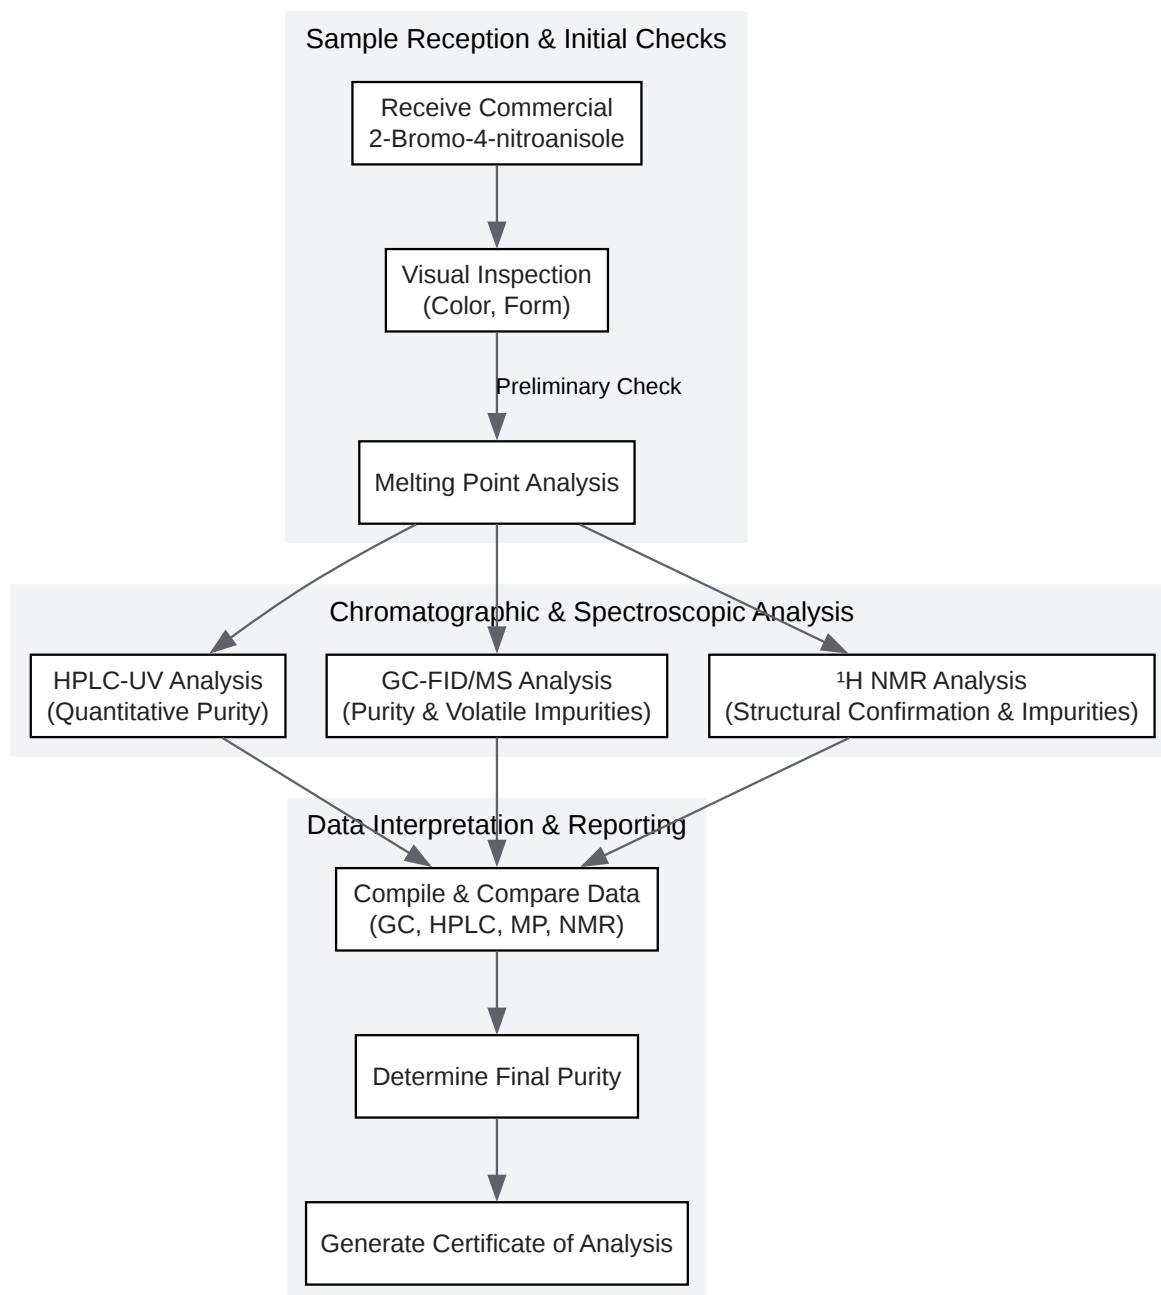 Sample Reception & Initial Checks
Receive Commercial
2-Bromo-4-nitroanisole
Visual Inspection
(Color, Form)
Preliminary Check
Melting Point Analysis
Chromatographic & Spectroscopic Analysis
HPLC-UV Analysis
(Quantitative Purity)
GC-FID/MS Analysis
(Purity & Volatile Impurities)
¹H NMR Analysis
(Structural Confirmation & Impurities)
Data Interpretation & Reporting
Compile & Compare Data
(GC, HPLC, MP, NMR)
Determine Final Purity
Generate Certificate of Analysis